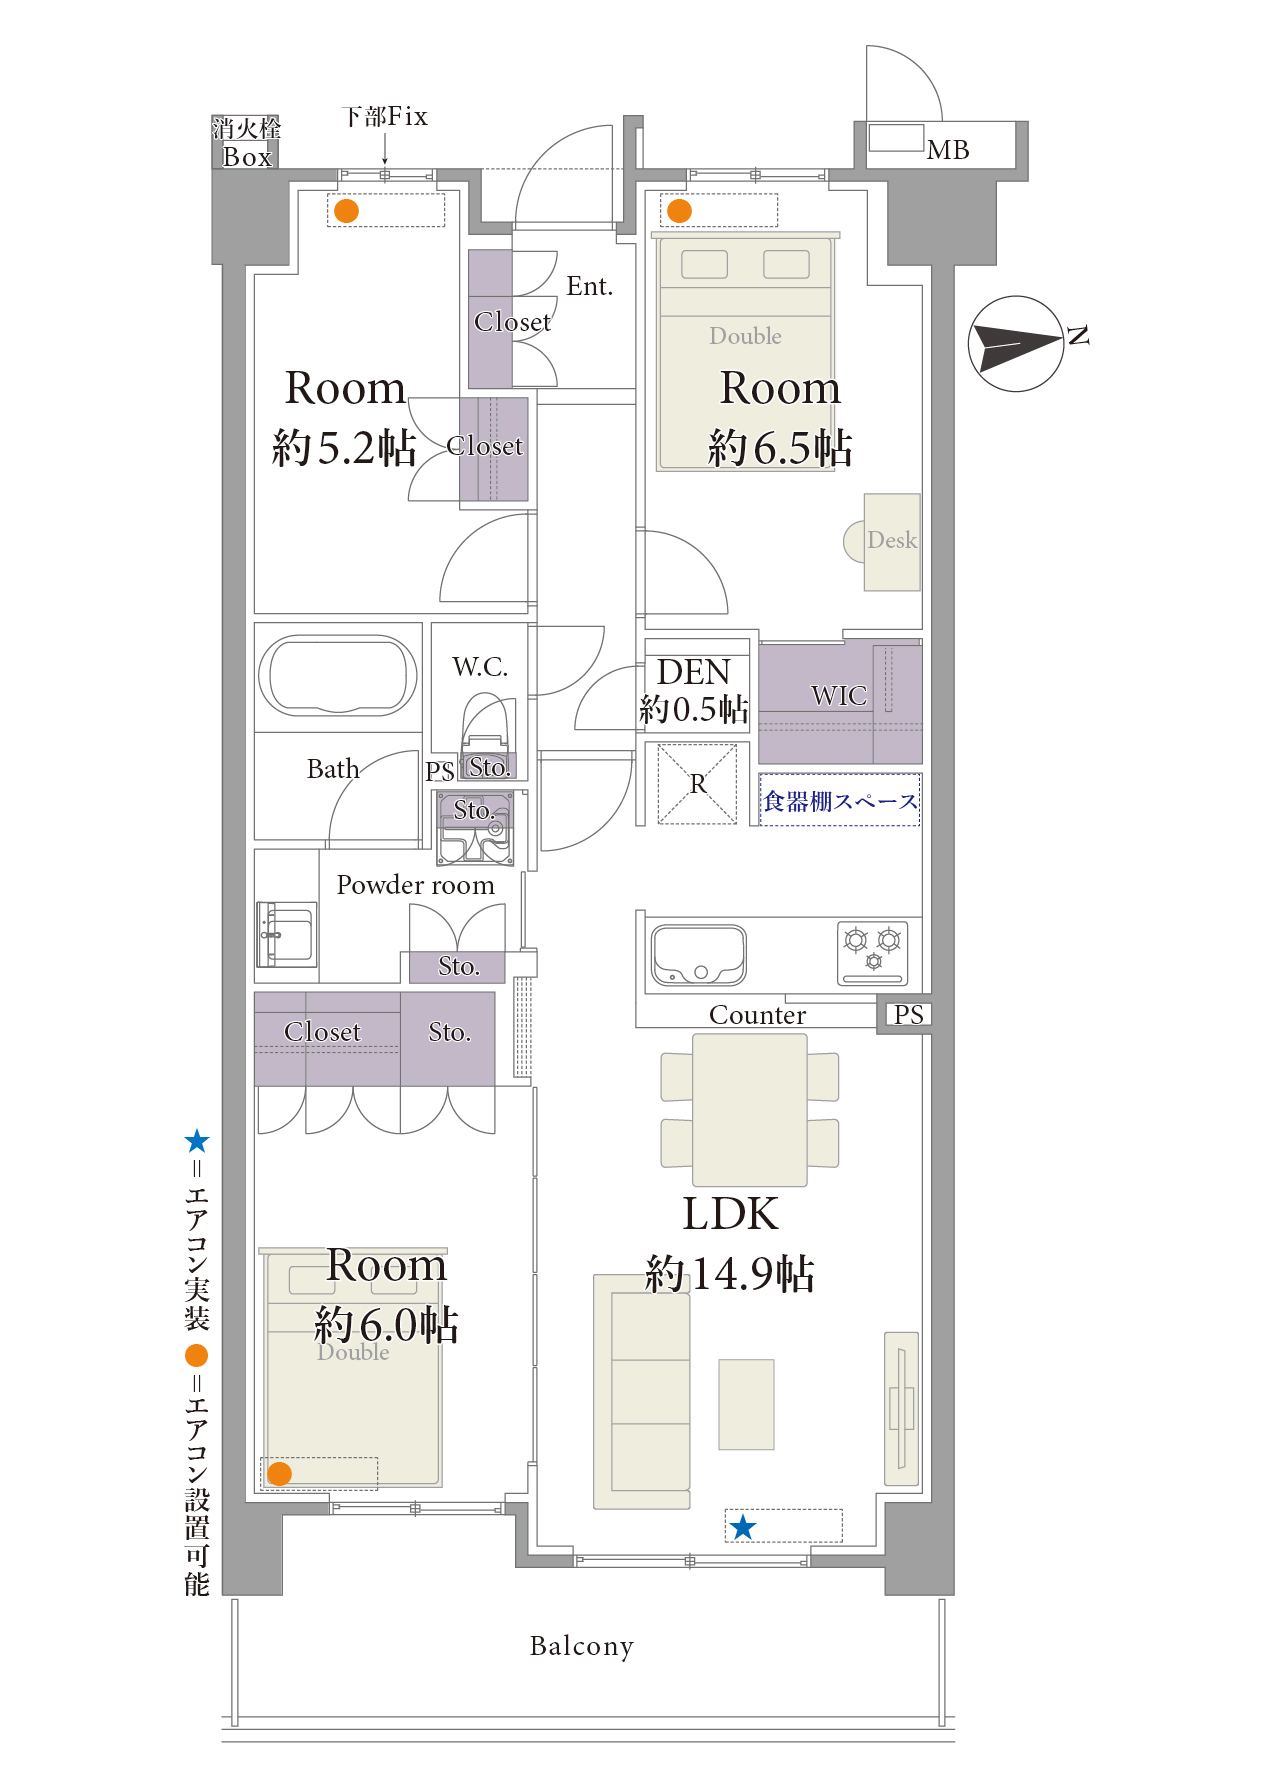 下部Fix
消火栓
Box
MB
Ent.
Closet
N
Double
Room
約5.2帖
Room
約6.5帖
Closet
Desk
W.C.
DEN
約0.5帖
WIC
Bath
PS
Sto.
R
食器棚スペース
Sto.
Powder room
Sto.
Closet
Sto.
Counter
PS
LDK
約14.9帖
Room
約6.0帖
Double
★=エアコン実装 ●=エアコン設置可能
Balcony